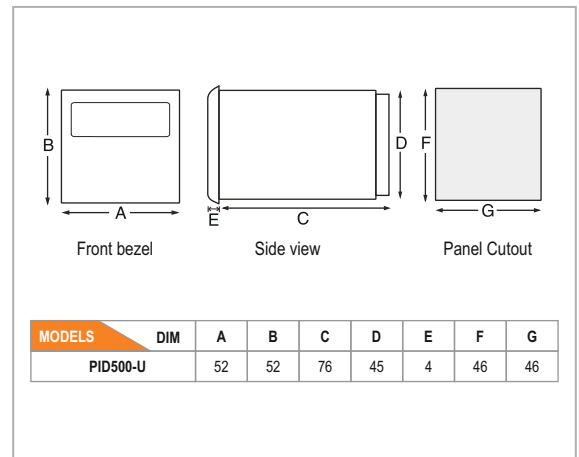 B
A
E
C
D
F
G
Front bezel
Side view
Panel Cutout
MODELS DIM A B C D E F G
PID500-U 52 52 76 45 4 46 46